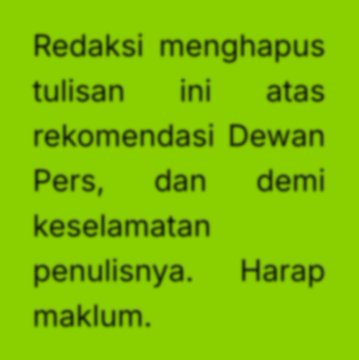 Redaksi menghapus
tulisan ini atas
rekomendasi Dewan
Pers, dan demi
keselamatan
penulisnya. Harap
maklum.